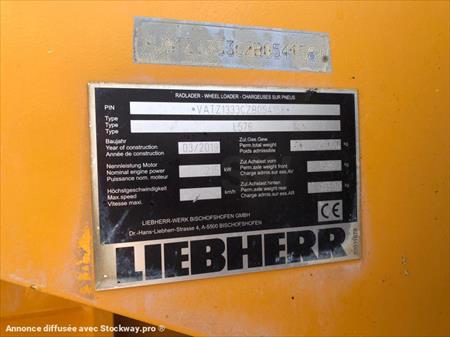 RADLADER - WHEEL LOADER - CHARGEUSES SUR PNEUS
PIN
Type
Type L576
Type
Baujahr Zul.Ges.Gew.
Year of construction 03/2019 Perm.total weight kg
Année de construction Poids admissible
Nennleistung Motor Zul.Achslast vorn
Nominal engine power kW Perm.axle weight front kg
Puissance nom. moteur Charge admis sur ess.AV
Höchstgeschwindigkeit Zul.Achslast hinten
Max.speed km/h Perm.axle weight rear kg
Vitesse maxi. Charge admis sur ess.AR
LIEBHERR-WERK BISCHOFSHOFEN GMBH
Dr.-Hans-Liebherr-Strasse 4, A-5500 BISCHOFSHOFEN
CE
LIEBHERR
Annonce diffusée avec Stockway.pro ®